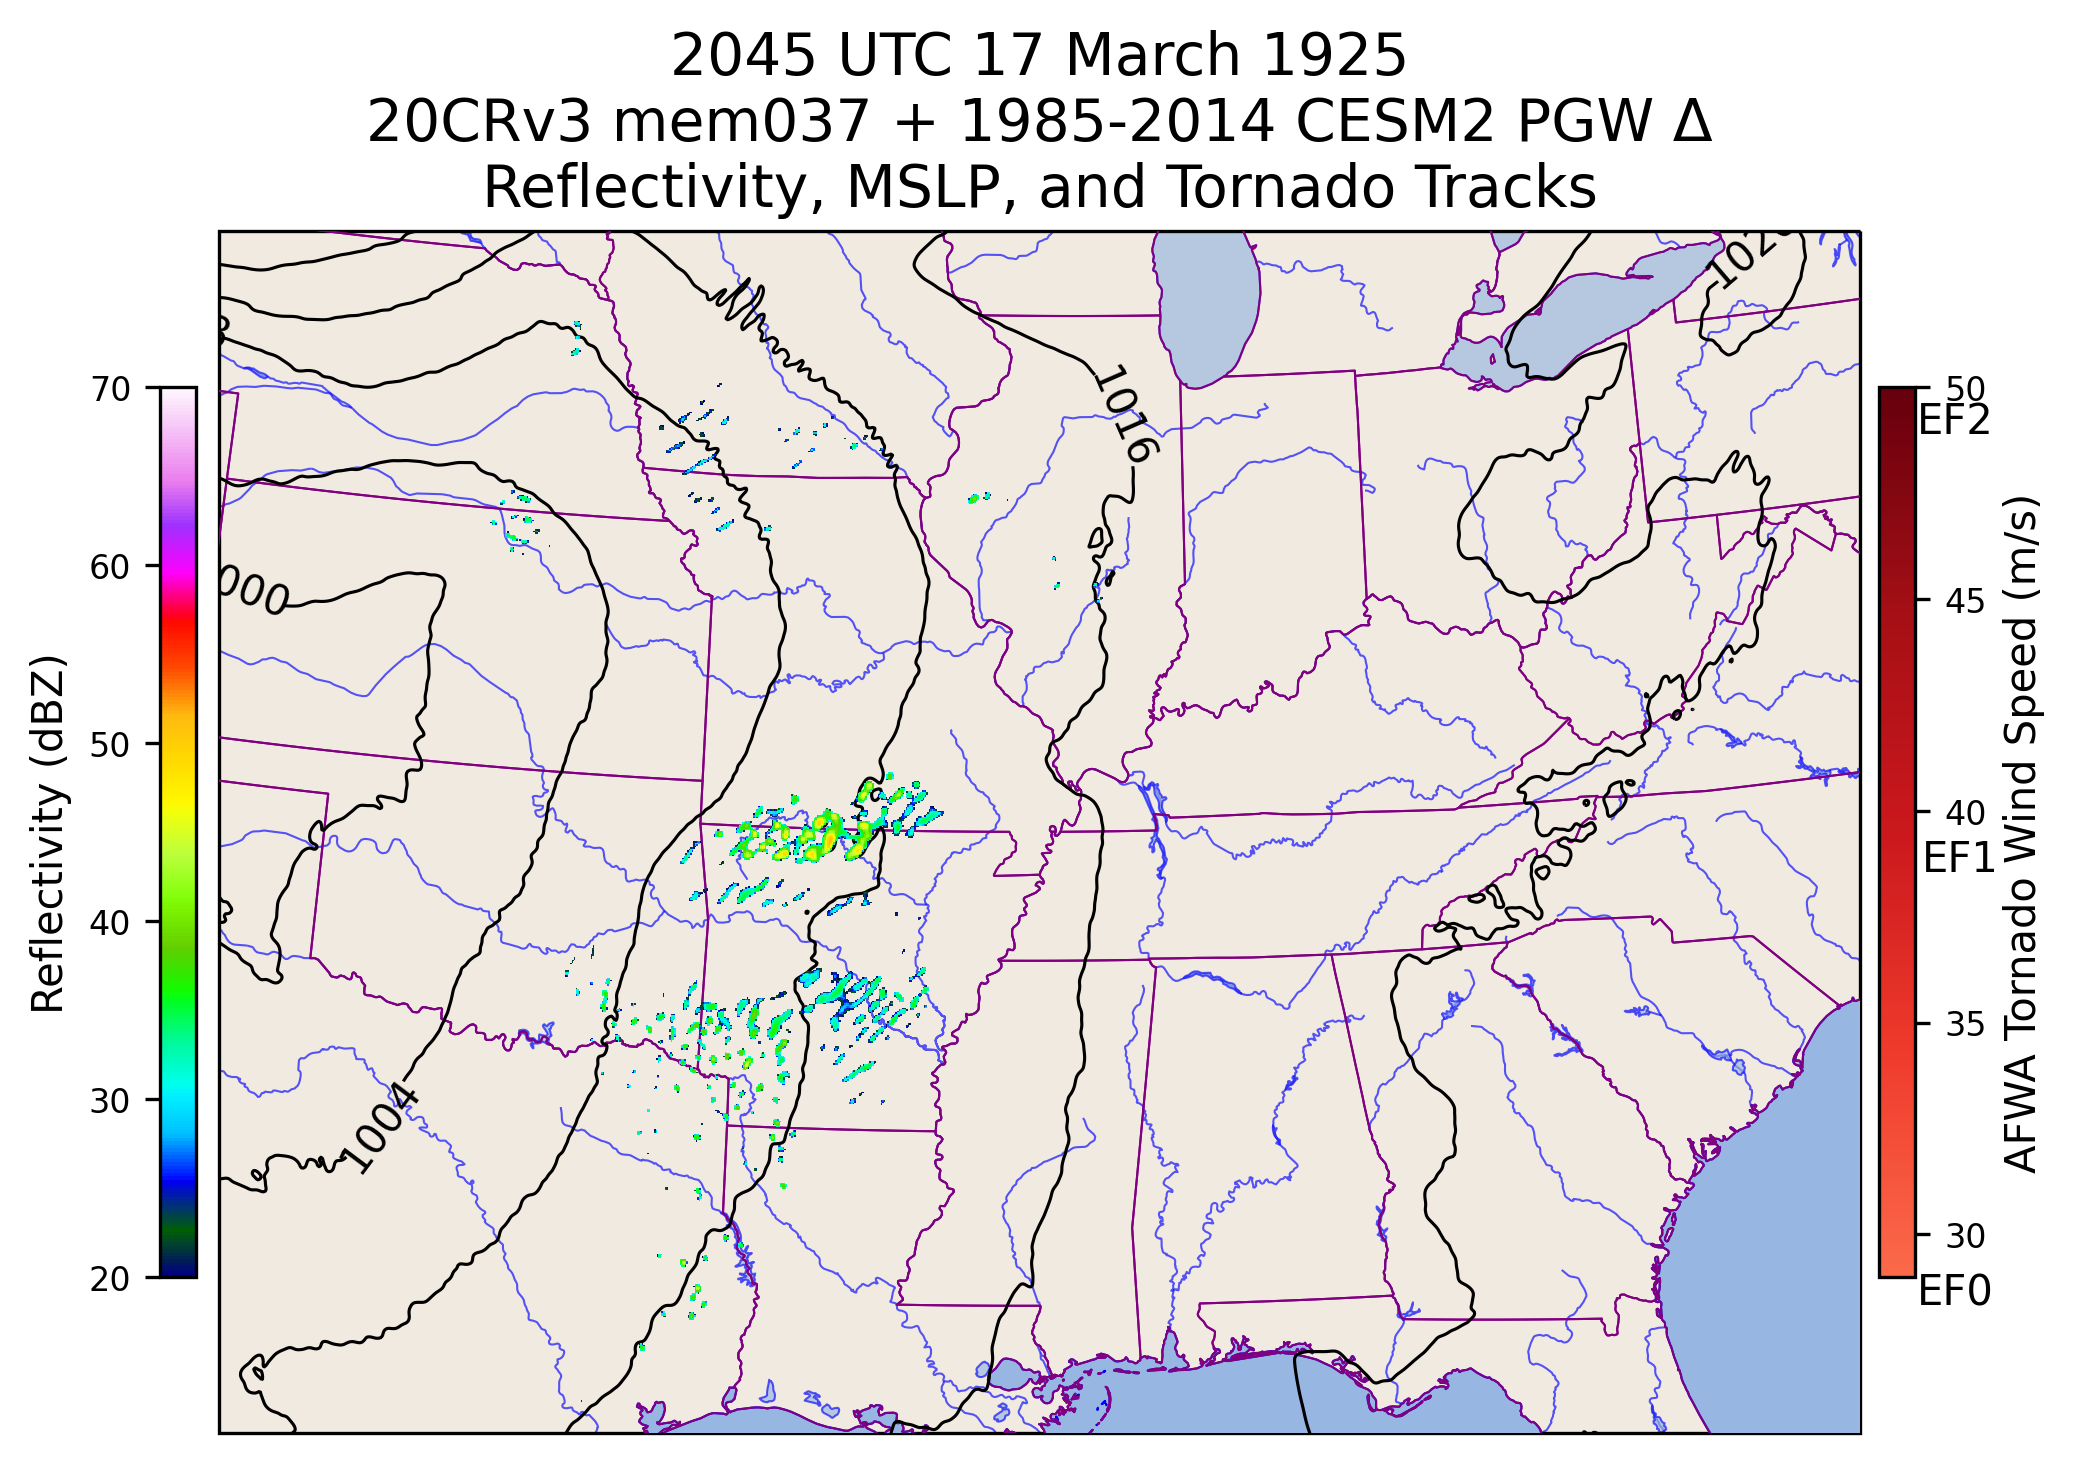 2045 UTC 17 March 1925
20CRv3 mem037 + 1985-2014 CESM2 PGW Δ
Reflectivity, MSLP, and Tornado Tracks
70
60
50
40
30
20
Reflectivity (dBZ)
1016
000
1004
50
EF2
45
40
EF1
35
30
EF0
AFWA Tornado Wind Speed (m/s)